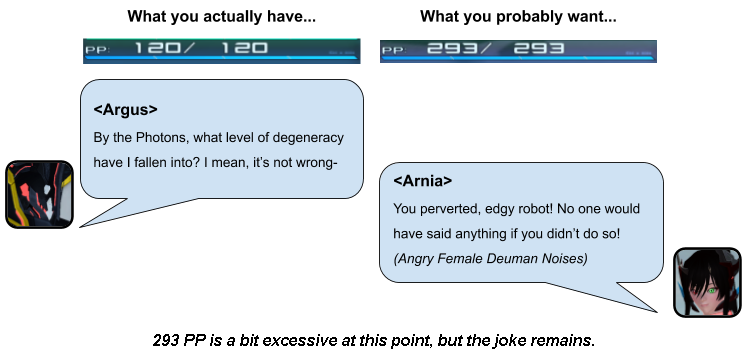 What you actually have...
What you probably want...
PP: 120/ 120
PP 293/ 293
<Argus>
By the Photons, what level of degeneracy
have I fallen into? I mean, it's not wrong-
<Arnia>
You perverted, edgy robot! No one would
have said anything if you didn't do so!
(Angry Female Deuman Noises)
293 PP is a bit excessive at this point, but the joke remains.